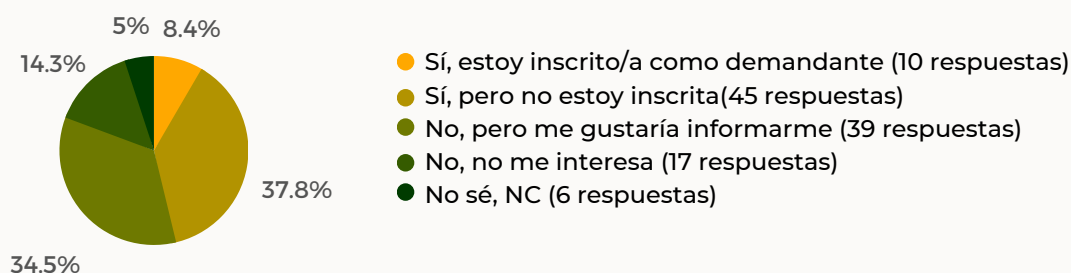 5% 8.4%
14.3%
Sí, estoy inscrito/a como demandante (10 respuestas)
Sí, pero no estoy inscrita(45 respuestas)
No, pero me gustaría informarme (39 respuestas)
No, no me interesa (17 respuestas)
No sé, NC (6 respuestas)
37.8%
34.5%